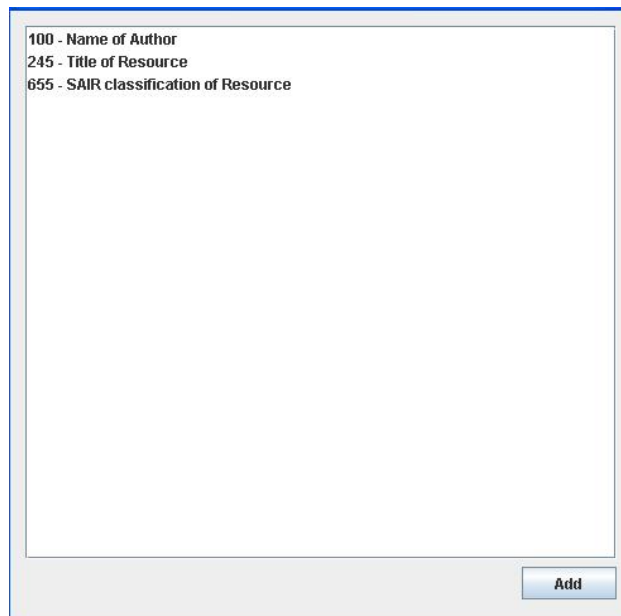 100 - Name of Author
245 - Title of Resource
655 - SAIR classification of Resource
Add